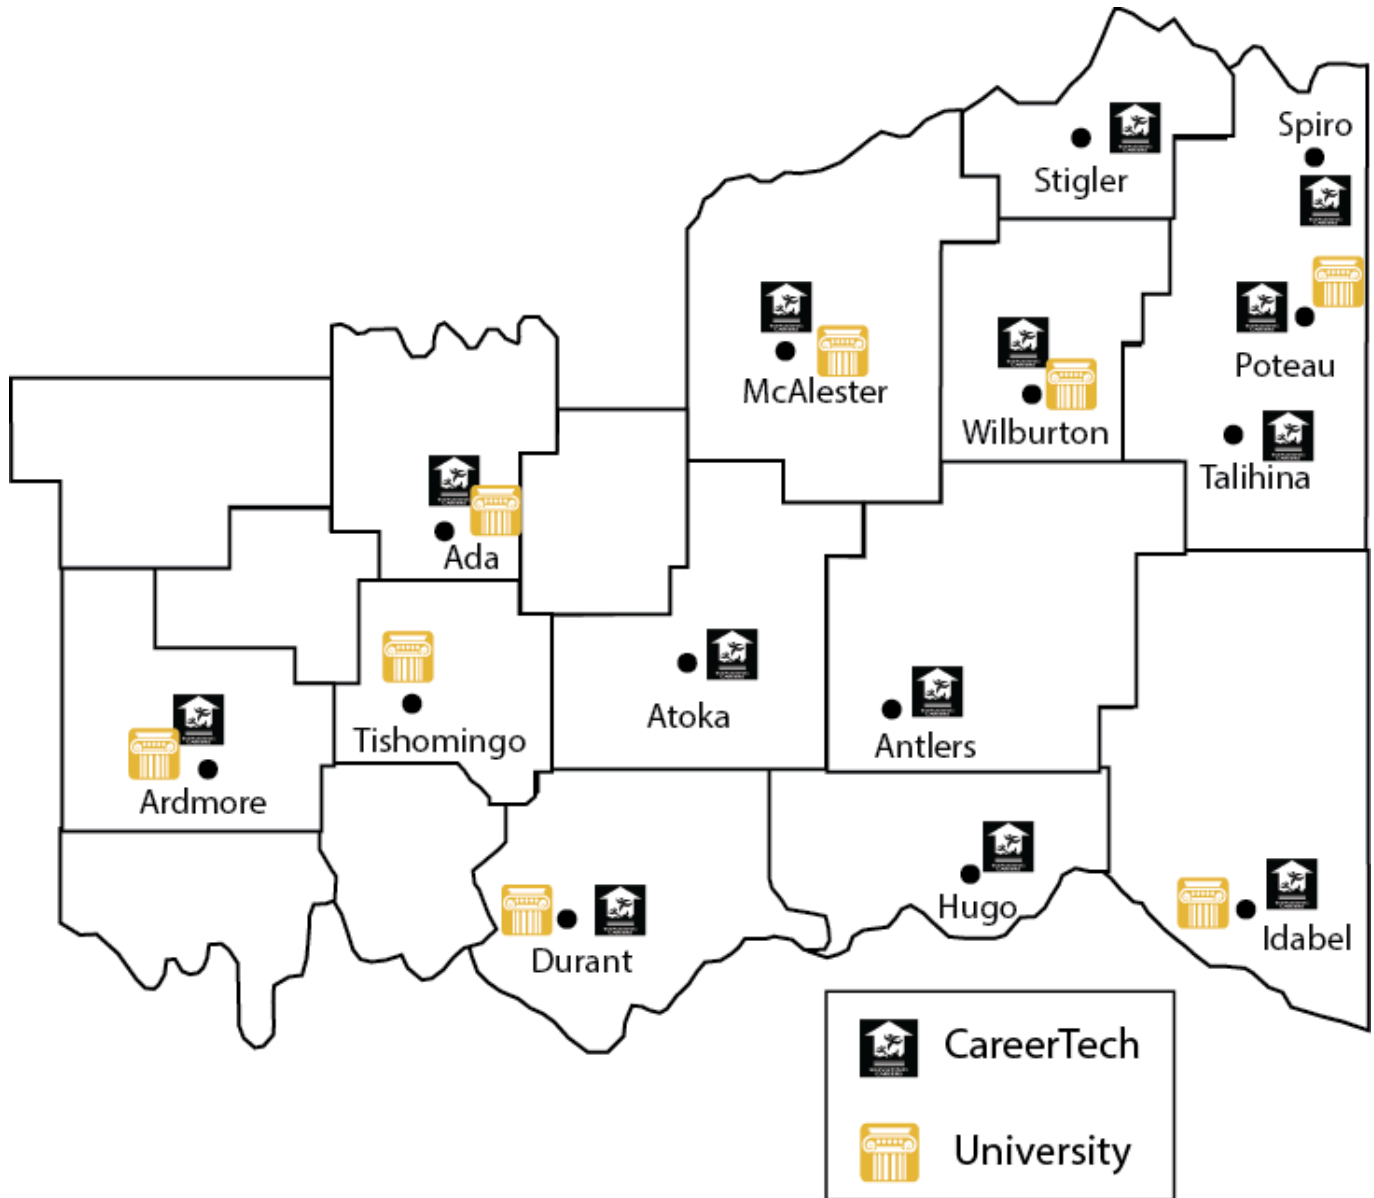 Spiro
Stigler
Poteau
McAlester
Wilburton
Talihina
Ada
Atoka
Tishomingo
Antlers
Ardmore
Hugo
Idabel
Durant
CareerTech
University